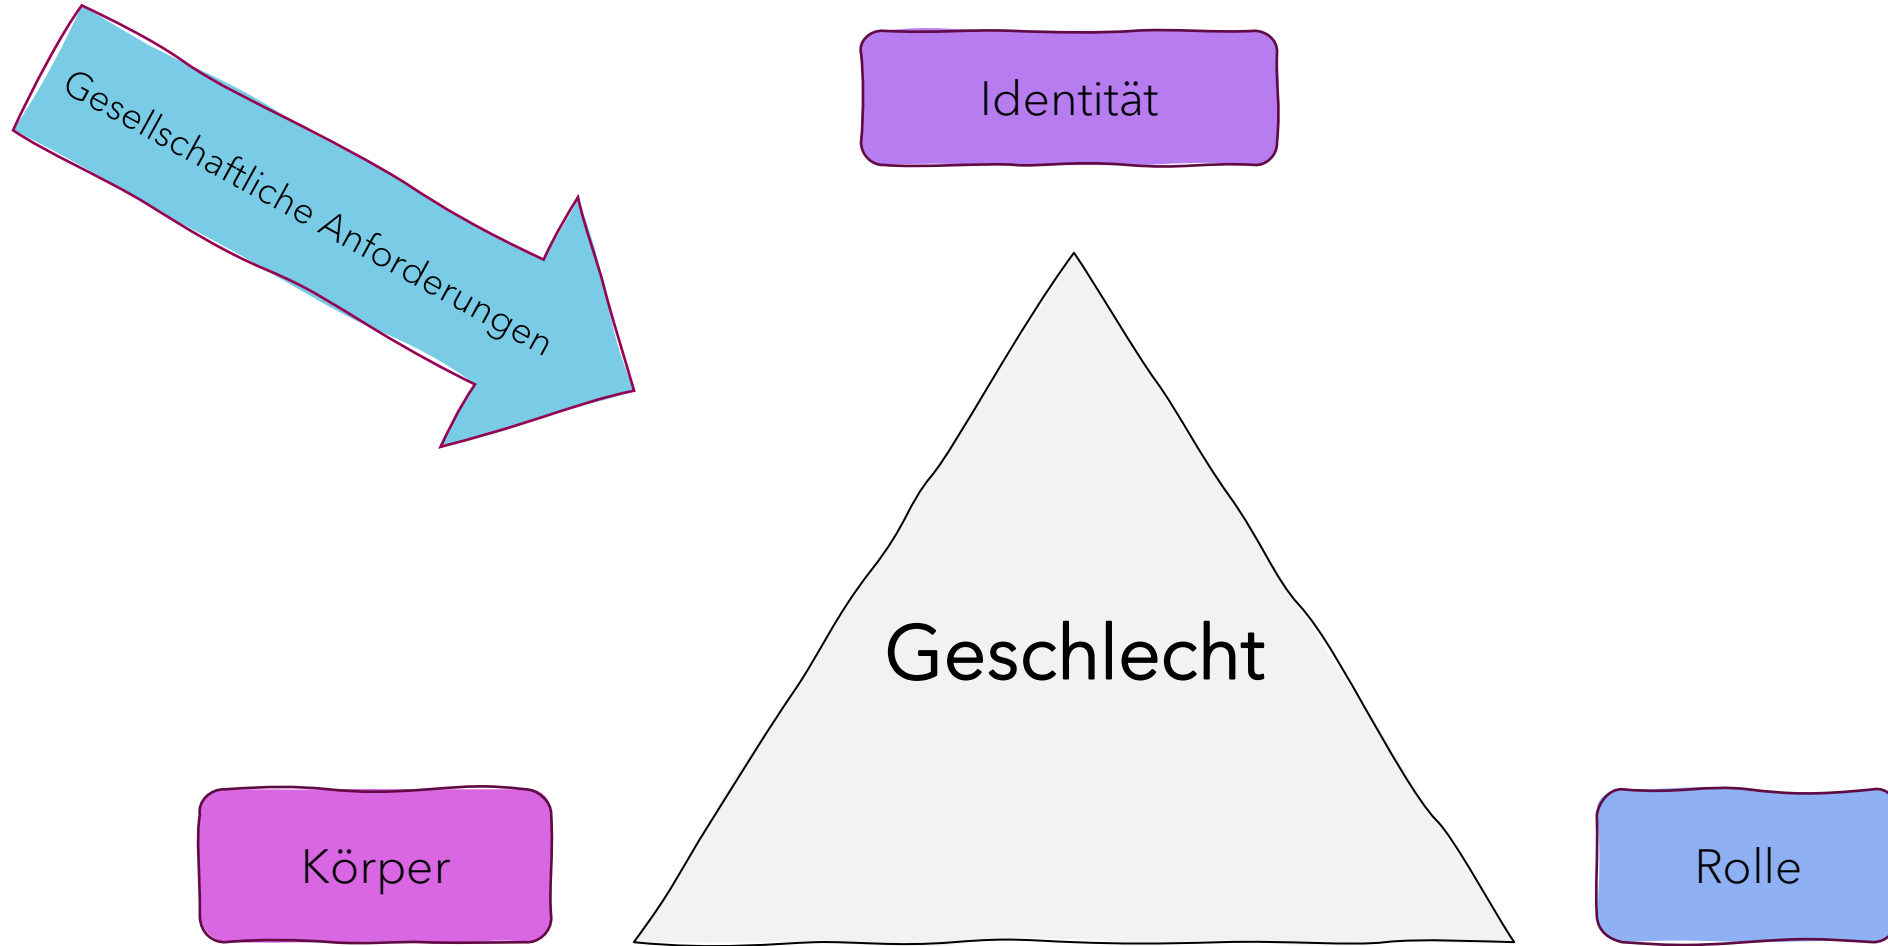 Gesellschaftliche Anforderungen
Identität
Geschlecht
Körper
Rolle